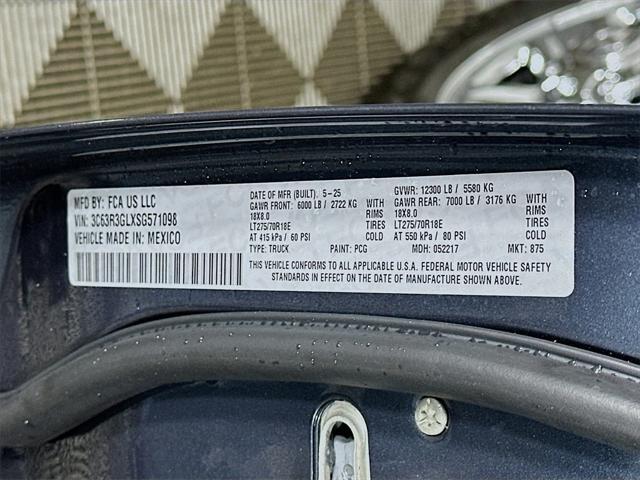 MFD BY: FCA US LLC
VIN: 3C63R3GLXSG571098
VEHICLE MADE IN: MEXICO
DATE OF MFR (BUILT). 5-25 GVWR: 12300 LB / 5580 KG
GAWR FRONT: 6000 LB / 2722 KG WITH GAWR REAR: 7000 LB / 3176 KG WITH
18X8.0 RIMS 18X8.0 RIMS
LT275/70R18E TIRES LT275/70R18E TIRES
AT 415 kPa / 60 PSI COLD AT 550 kPa / 80 PSI COLD
TYPE: TRUCK PAINT: PCG MDH: 052217 MKT: 875
THIS VEHICLE CONFORMS TO ALL APPLICABLE U.S.A. FEDERAL MOTOR VEHICLE SAFETY
STANDARDS IN EFFECT ON THE DATE OF MANUFACTURE SHOWN ABOVE.